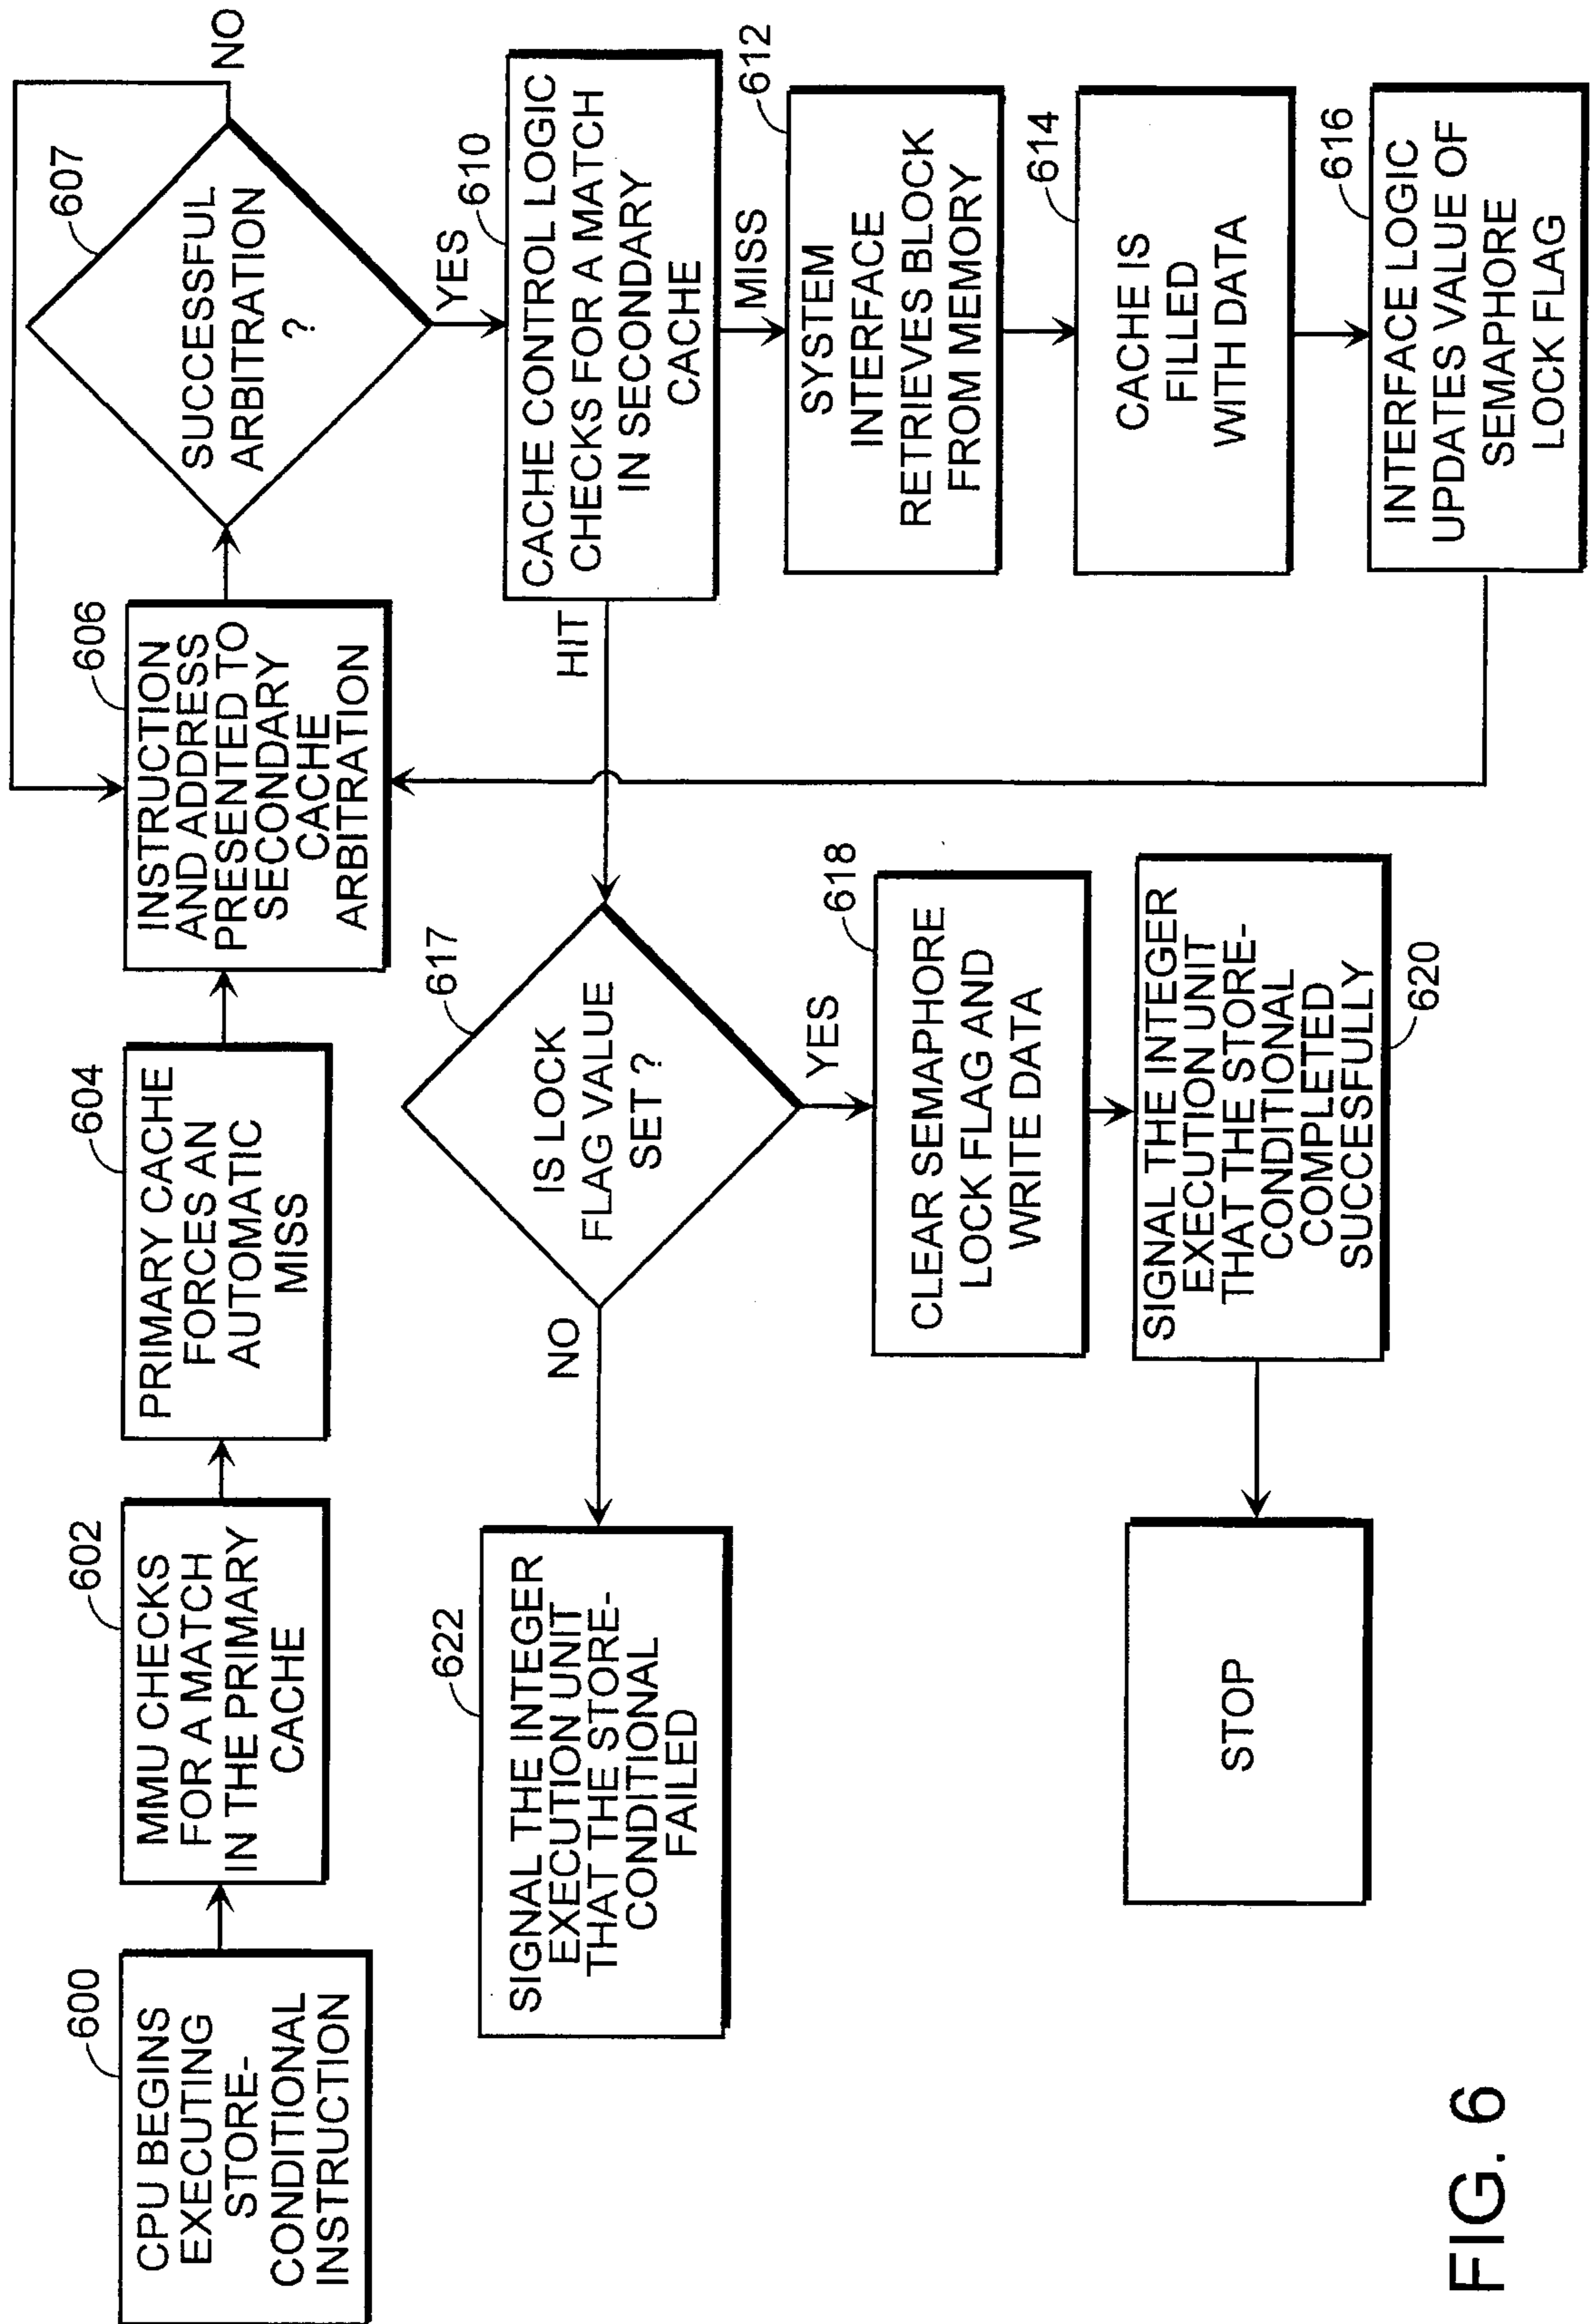 600
CPU BEGINS
EXECUTING
STORE-
CONDITIONAL
INSTRUCTION
602
MMU CHECKS
FOR A MATCH
IN THE PRIMARY
CACHE
604
PRIMARY CACHE
FORCES AN
AUTOMATIC
MISS
606
INSTRUCTION
AND ADDRESS
PRESENTED TO
SECONDARY
CACHE
ARBITRATION
607
SUCCESSFUL
ARBITRATION
?
NO
YES
610
CACHE CONTROL LOGIC
CHECKS FOR A MATCH
IN SECONDARY
CACHE
HIT
MISS
612
SYSTEM
INTERFACE
RETRIEVES BLOCK
FROM MEMORY
614
CACHE IS
FILLED
WITH DATA
616
INTERFACE LOGIC
UPDATES VALUE OF
SEMAPHORE
LOCK FLAG
617
IS LOCK
FLAG VALUE
SET ?
NO
YES
622
SIGNAL THE INTEGER
EXECUTION UNIT
THAT THE STORE-
CONDITIONAL
FAILED
618
CLEAR SEMAPHORE
LOCK FLAG AND
WRITE DATA
SIGNAL THE INTEGER
EXECUTION UNIT
THAT THE STORE-
CONDITIONAL
COMPLETED
SUCCESSFULLY
620
STOP
FIG. 6